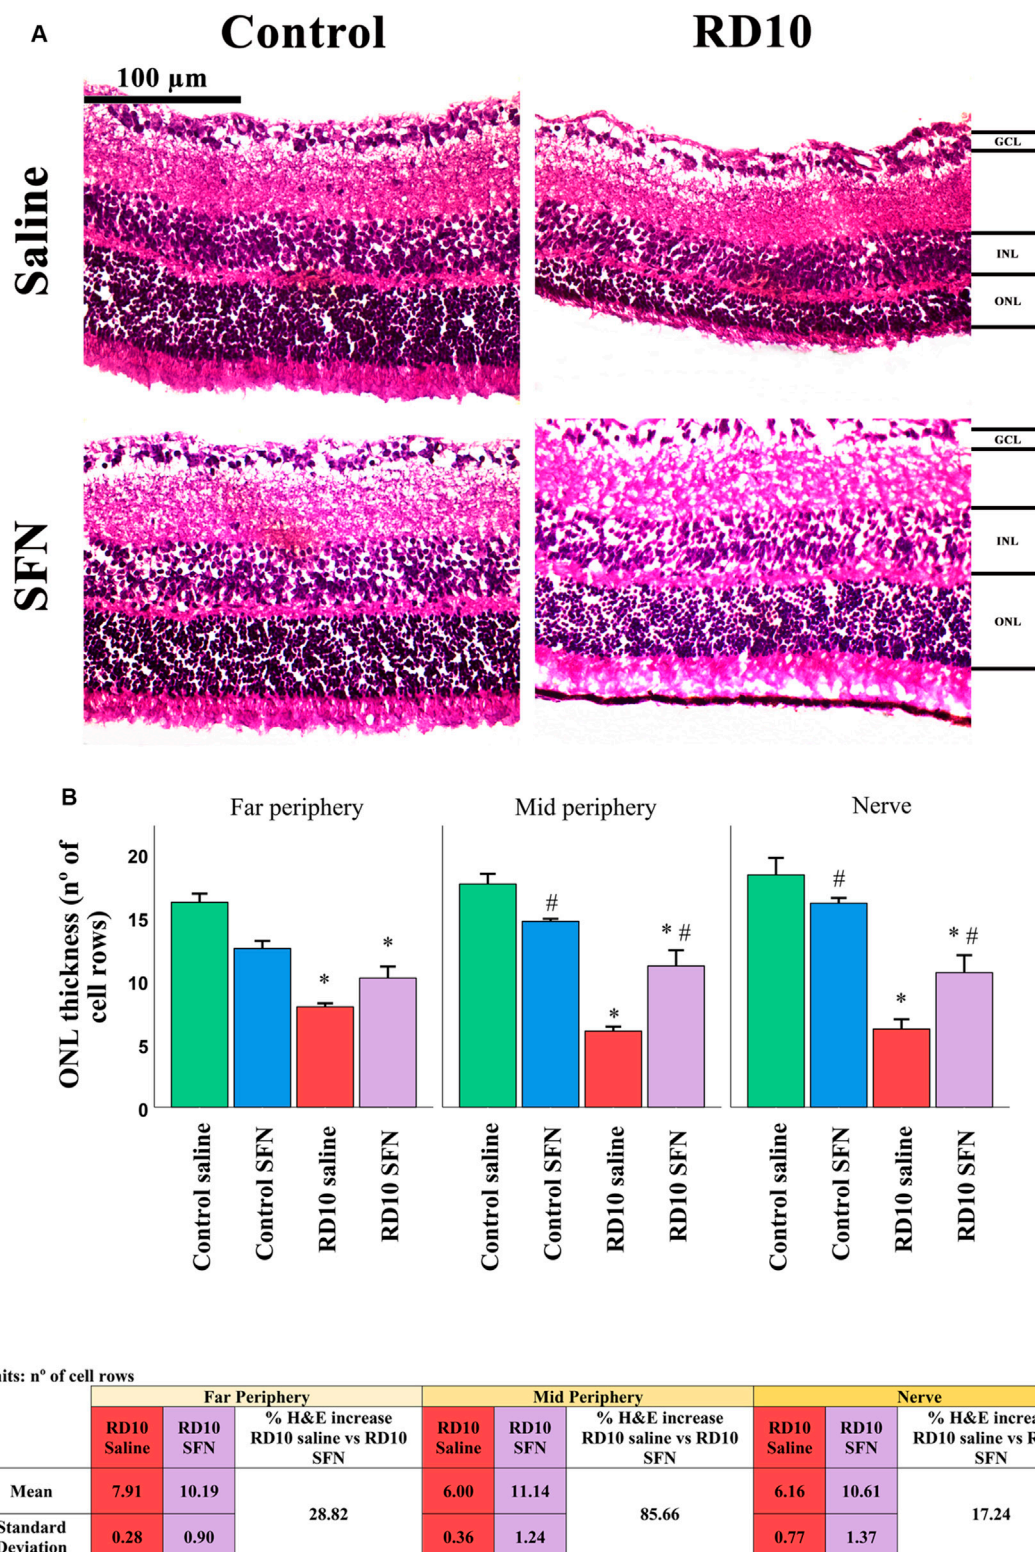 A
Control
RD10
100 µm
Saline
GCL
INL
ONL
SFN
GCL
INL
ONL
B
Far periphery
Mid periphery
Nerve
ONL thickness (nº of
cell rows)
20
15
10
5
0
#
#
*
*
*
* #
*
* #
Control saline
Control SFN
RD10 saline
RD10 SFN
Control saline
Control SFN
RD10 saline
RD10 SFN
Control saline
Control SFN
RD10 saline
RD10 SFN
nº of cell rows
Far Periphery
Mid Periphery
Nerve
RD10 Saline
RD10 SFN
% H&E increase
RD10 saline vs RD10
SFN
RD10 Saline
RD10 SFN
% H&E increase
RD10 saline vs RD10
SFN
RD10 Saline
RD10 SFN
% H&E
RD10 saline vs
SFN
Mean
7.91
10.19
28.82
6.00
11.14
85.66
6.16
10.61
17.24
Standard
Deviation
0.28
0.90
0.36
1.24
0.77
1.37